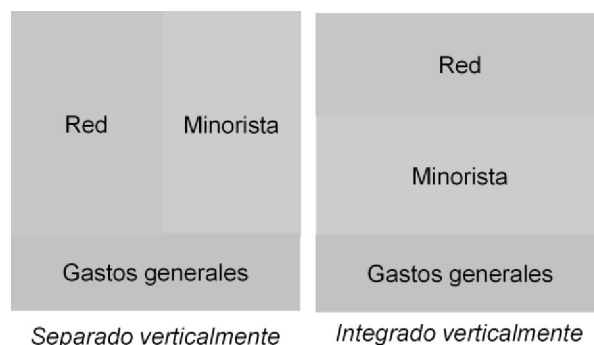 Red
Minorista
Gastos generales
Separado verticalmente
Red
Minorista
Gastos generales
Integrado verticalmente